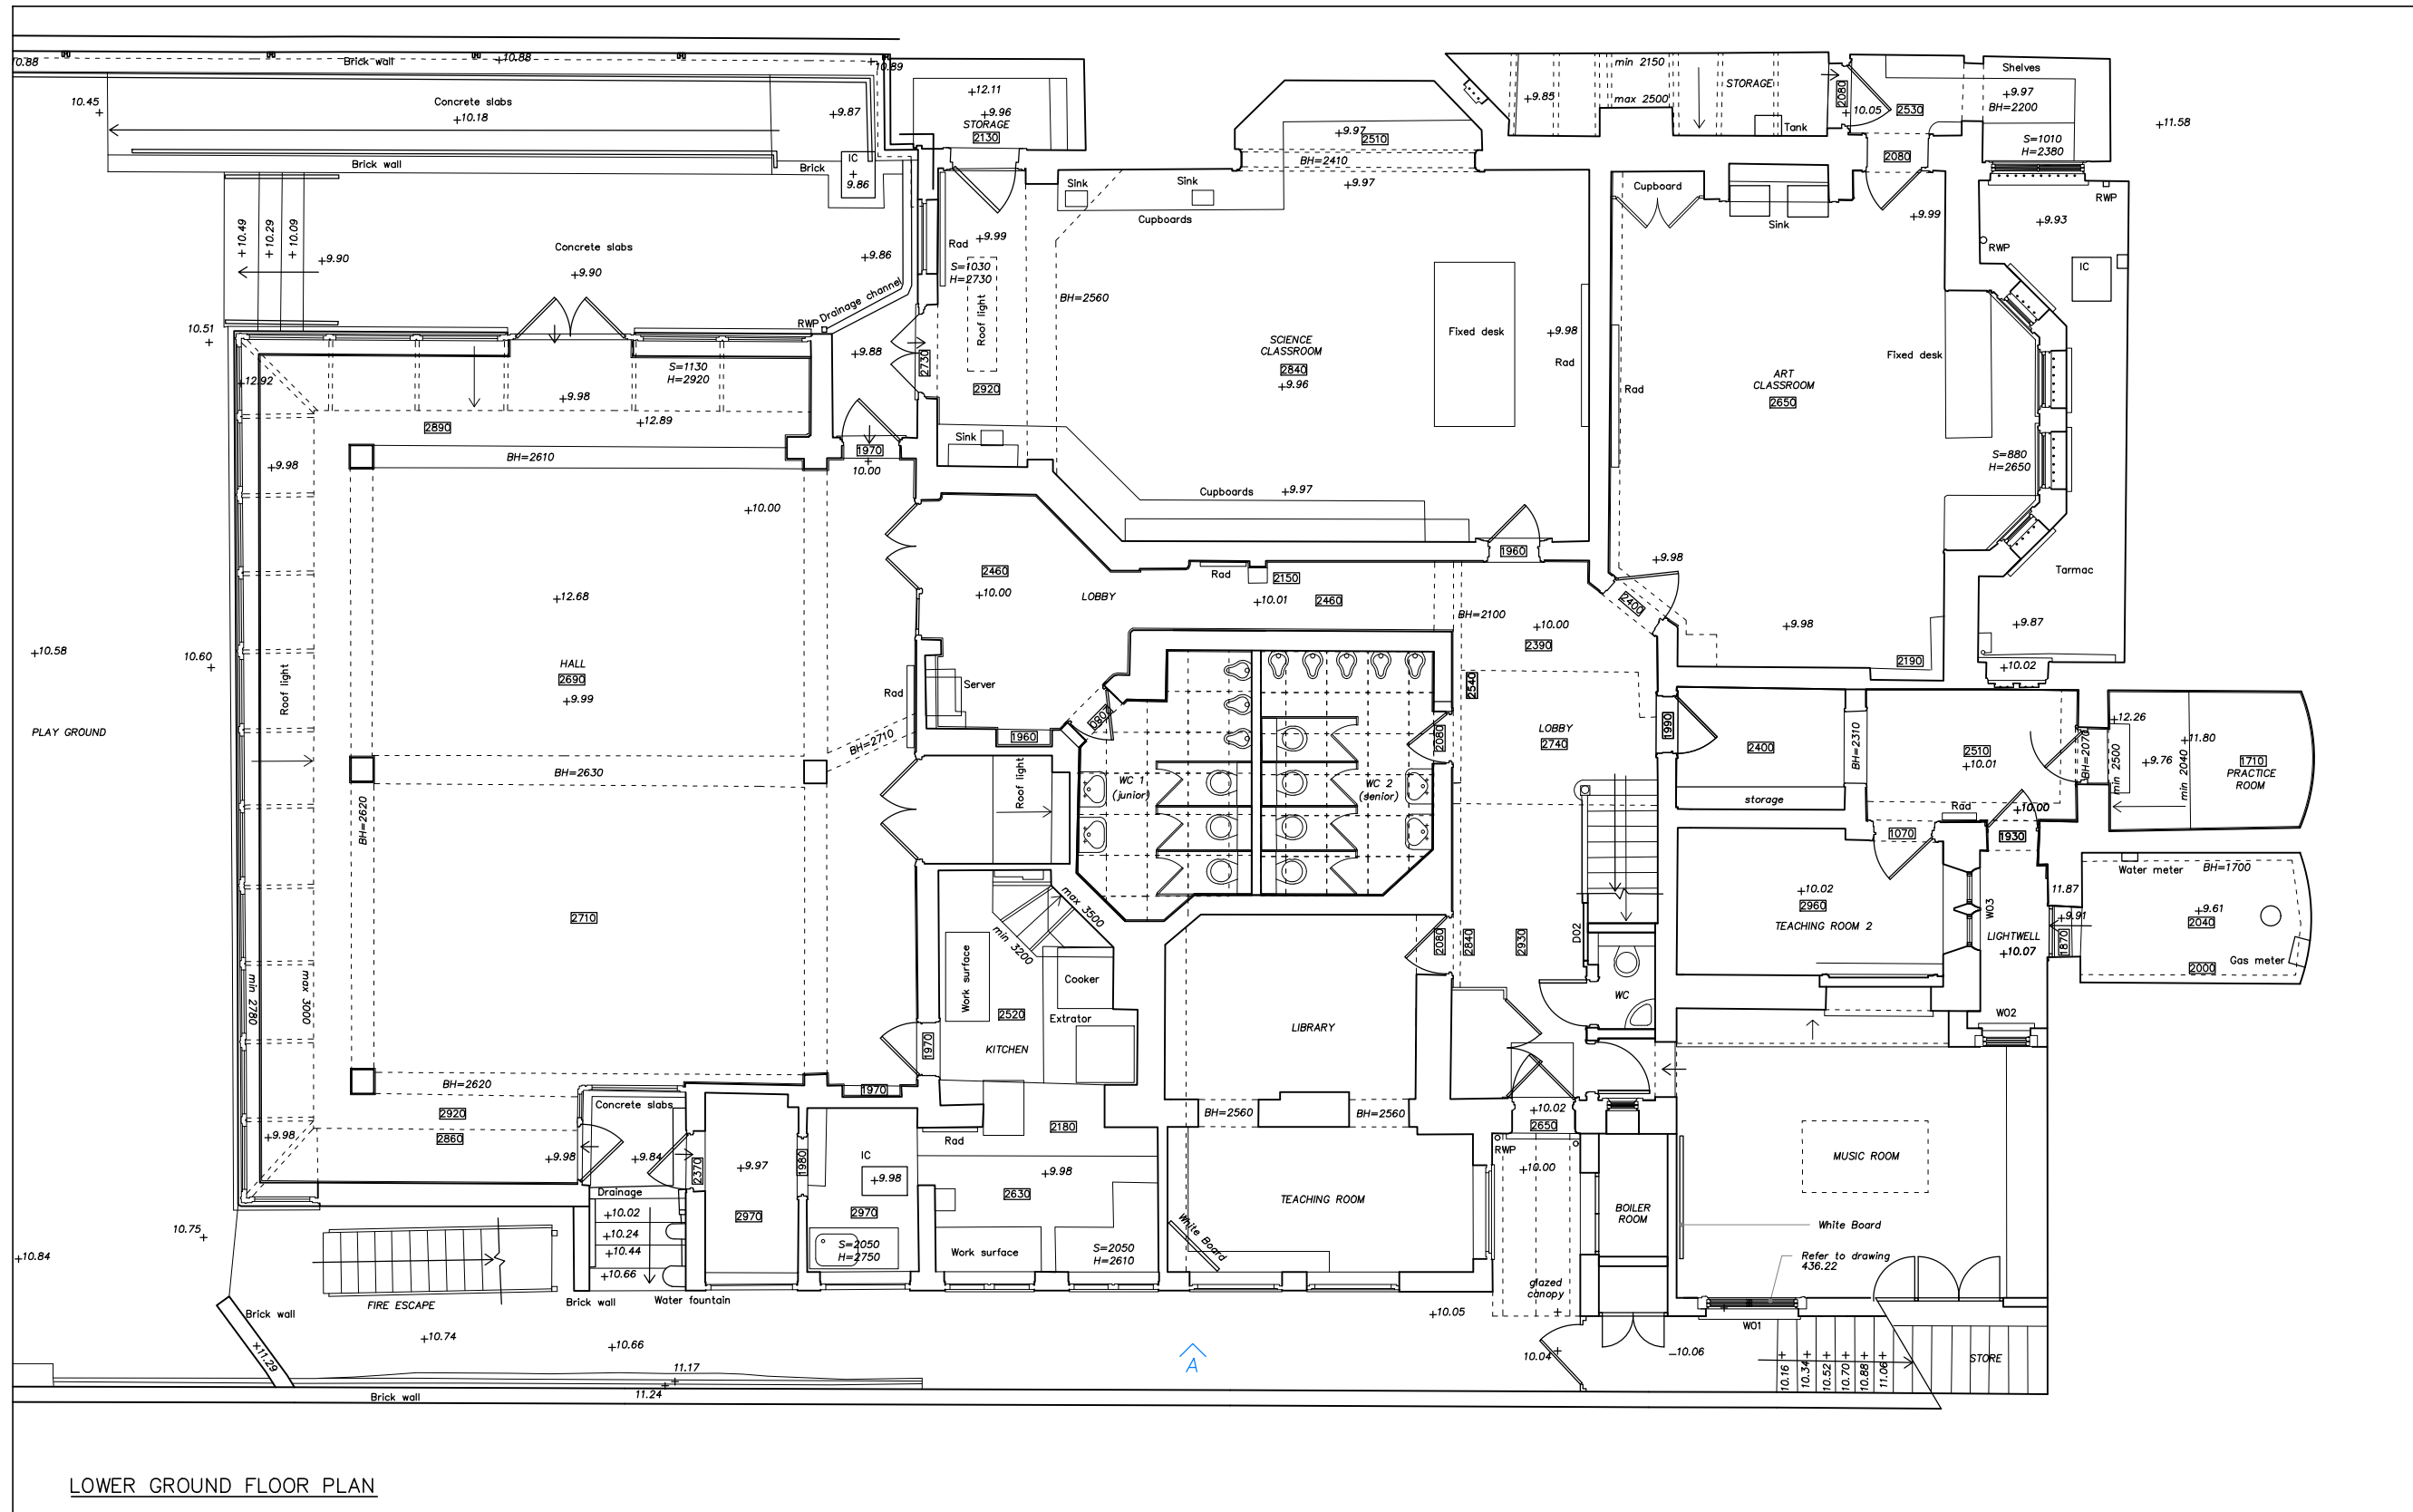 10.88
Brick wall
+10.88
+10.89
10.45
Concrete slabs
+10.18
+9.87
Brick wall
Brick
IC
9.86
+12.11
+9.96
STORAGE
2130
+9.97
2510
BH=2410
+9.97
min 2150
max 2500
+9.85
STORAGE
Tank
2080
10.05
2530
Shelves
+9.97
BH=2200
S=1010
H=2380
+11.58
2080
+10.49
+10.29
+10.09
+9.90
Concrete slabs
+9.90
+9.86
Drainage channel
RWP
Sink
Sink
Cupboards
Rad
+9.99
S=1030
H=2730
Roof light
BH=2560
Cupboard
Sink
+9.99
RWP
+9.93
RWP
IC
10.51
+12.92
S=1130
H=2920
+9.98
+12.89
2890
+9.88
2730
2920
SCIENCE
CLASSROOM
2840
+9.96
Fixed desk
+9.98
Rad
Rad
ART
CLASSROOM
2650
Fixed desk
S=880
H=2650
+9.98
BH=2610
1970
10.00
Sink
Cupboards
+9.97
+10.00
1960
+9.98
Tarmac
2460
+10.00
LOBBY
Rad
2150
+10.01
2460
BH=2100
+10.00
2390
2400
+9.98
+9.87
2190
+10.02
+12.68
+10.58
10.60
PLAY GROUND
Roof light
HALL
2690
+9.99
Rad
Server
0802
1960
BH=2710
BH=2630
BH=2620
Roof light
WC 1
(junior)
WC 2
(senior)
2080
2540
LOBBY
2740
1990
2400
BH=2310
2510
+10.01
storage
Rad
BH=2070
+12.26
min 2500
+9.76
min 2040
+11.80
1710
PRACTICE
ROOM
+10.00
1930
1070
2710
max 3500
min 3200
Work surface
Cooker
2520
Extrator
KITCHEN
1970
min 2780
max 3000
2080
2840
2930
D02
WC
LIBRARY
+10.02
2960
TEACHING ROOM 2
W03
LIGHTWELL
+10.07
W02
11.87
+9.91
1870
Water meter
BH=1700
+9.61
2040
Gas meter
2000
BH=2620
2920
2860
+9.98
+9.98
Concrete slabs
+9.84
2370
+9.97
1980
1970
IC
+9.98
Rad
2180
+9.98
2630
BH=2560
BH=2560
+10.02
2650
RWP
+10.00
MUSIC ROOM
TEACHING ROOM
White Board
BOILER
ROOM
White Board
Refer to drawing
436.22
Drainage
+10.02
+10.24
+10.44
+10.66
2970
2970
S=2050
H=2750
Work surface
S=2050
H=2610
glazed
canopy
10.75
+10.84
FIRE ESCAPE
Brick wall
Water fountain
Brick wall
×11.29
+10.74
+10.66
11.17
11.24
Brick wall
A
+10.05
10.04
10.06
W01
10.16+
10.34+
10.52+
10.70+
10.88+
11.06+
STORE
LOWER GROUND FLOOR PLAN